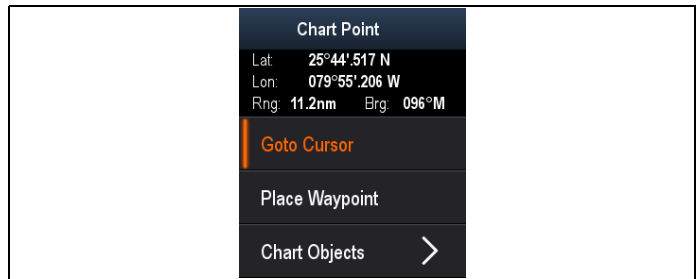 Chart Point
Lat: 25°44'.517 N
Lon: 079°55'.206 W
Rng: 11.2nm Brg: 096°M
Goto Cursor
Place Waypoint
Chart Objects